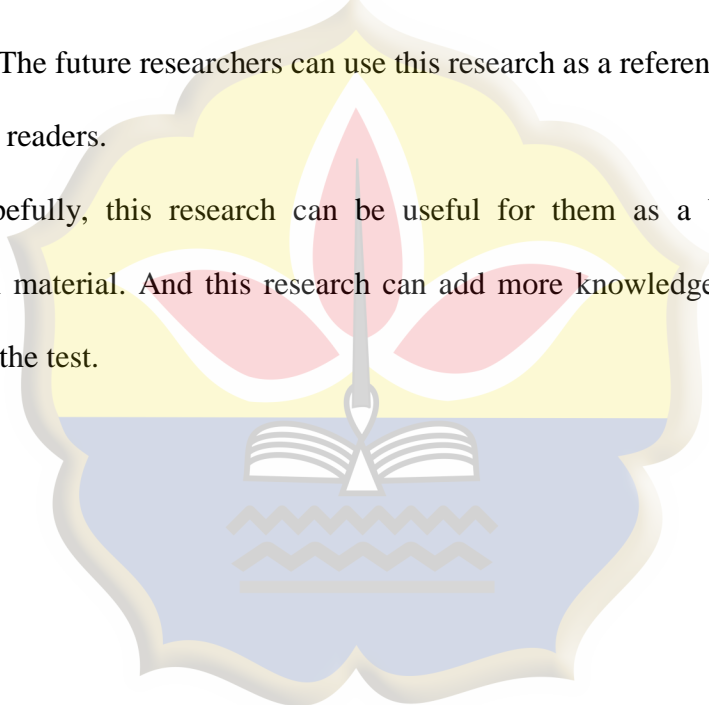 The future researchers can use this research as a referen
readers.
pefully, this research can be useful for them as a
material. And this research can add more knowledge
the test.